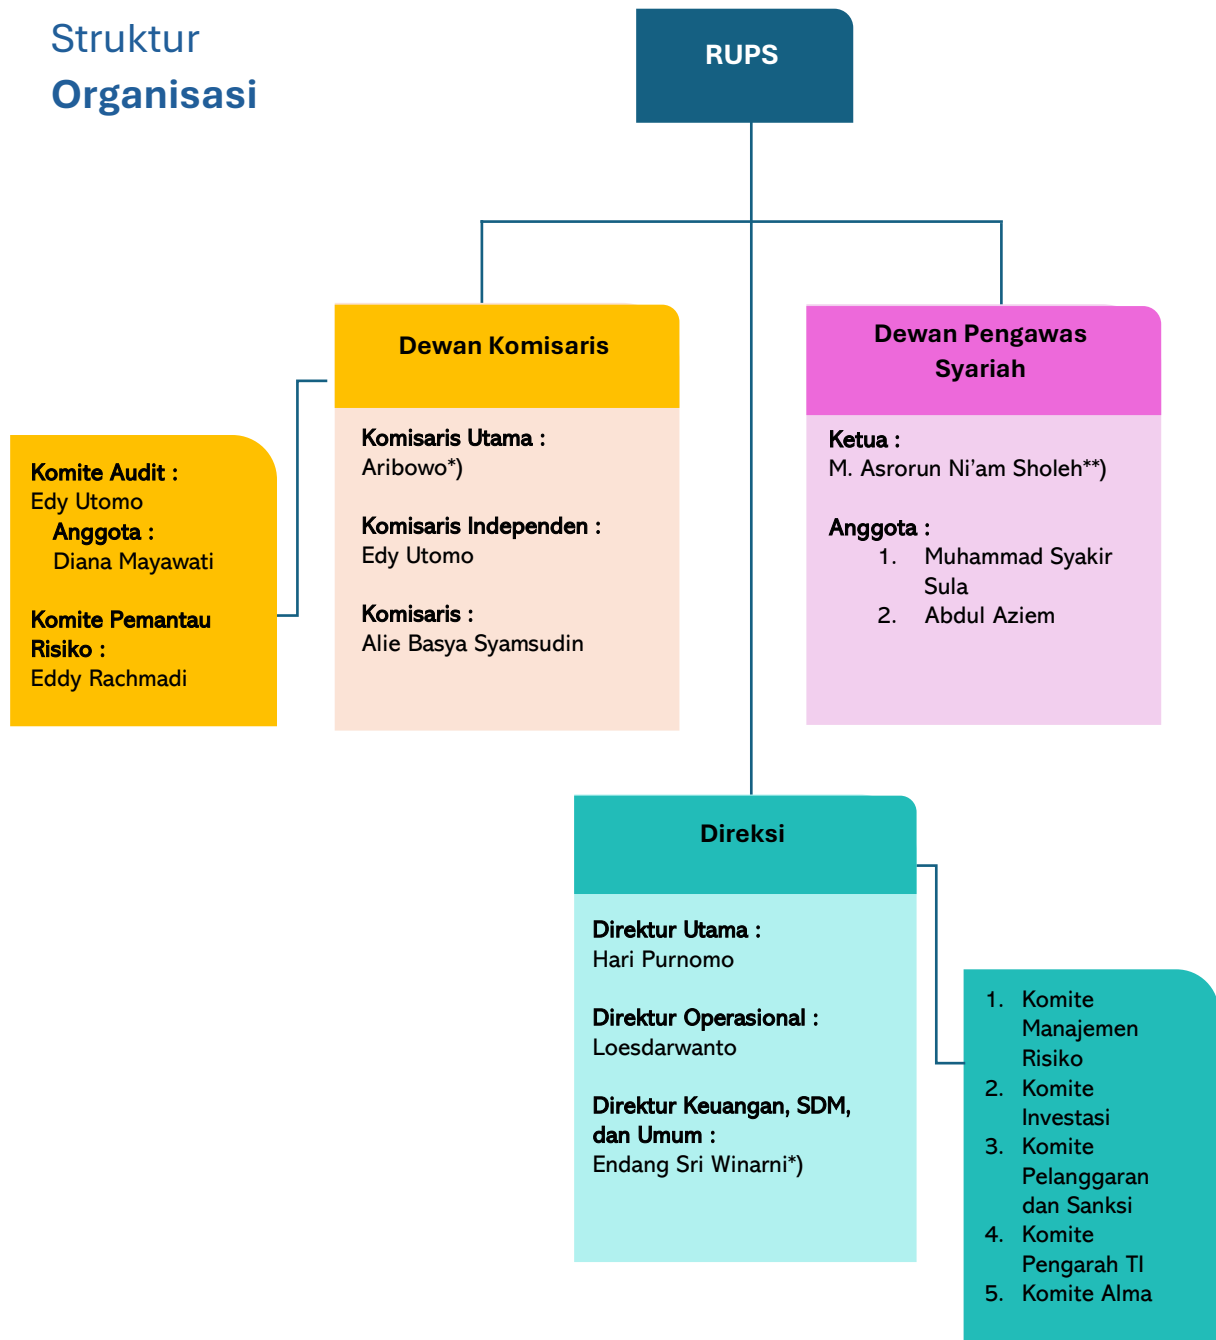 Struktur
Organisasi
RUPS
Dewan Komisaris
Komisaris Utama :
Aribowo*)
Komisaris Independen :
Edy Utomo
Komisaris :
Alie Basya Syamsudin
Dewan Pengawas
Syariah
Ketua :
M. Asrorun Ni’am Sholeh**)
Anggota :
1. Muhammad Syakir
Sula
2. Abdul Aziem
Komite Audit :
Edy Utomo
Anggota :
Diana Mayawati
Komite Pemantau
Risiko :
Eddy Rachmadi
Direksi
Direktur Utama :
Hari Purnomo
Direktur Operasional :
Loesdarwanto
Direktur Keuangan, SDM,
dan Umum :
Endang Sri Winarni*)
1. Komite
Manajemen
Risiko
2. Komite
Investasi
3. Komite
Pelanggaran
dan Sanksi
4. Komite
Pengarah TI
5. Komite Alma